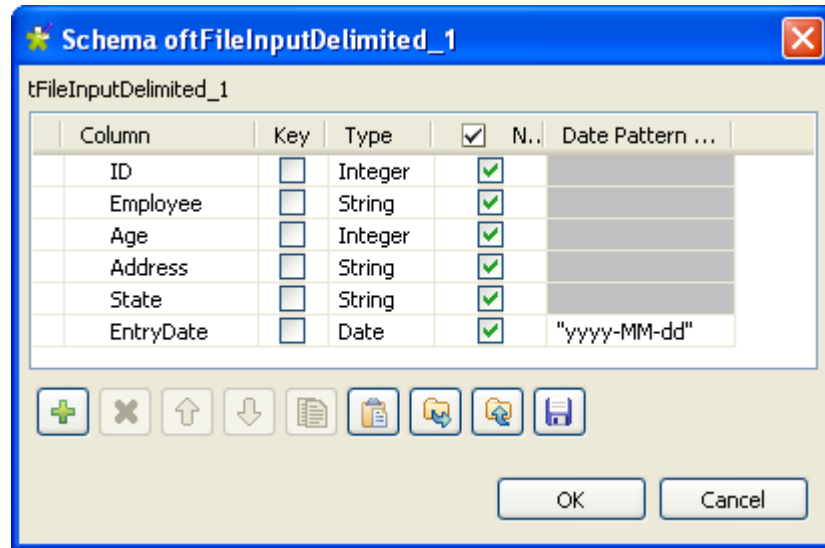 Schema oftFileInputDelimited_1
tFileInputDelimited_1
Column Key Type N.. Date Pattern ...
ID Integer
Employee String
Age Integer
Address String
State String
EntryDate Date "yyyy-MM-dd"
OK Cancel